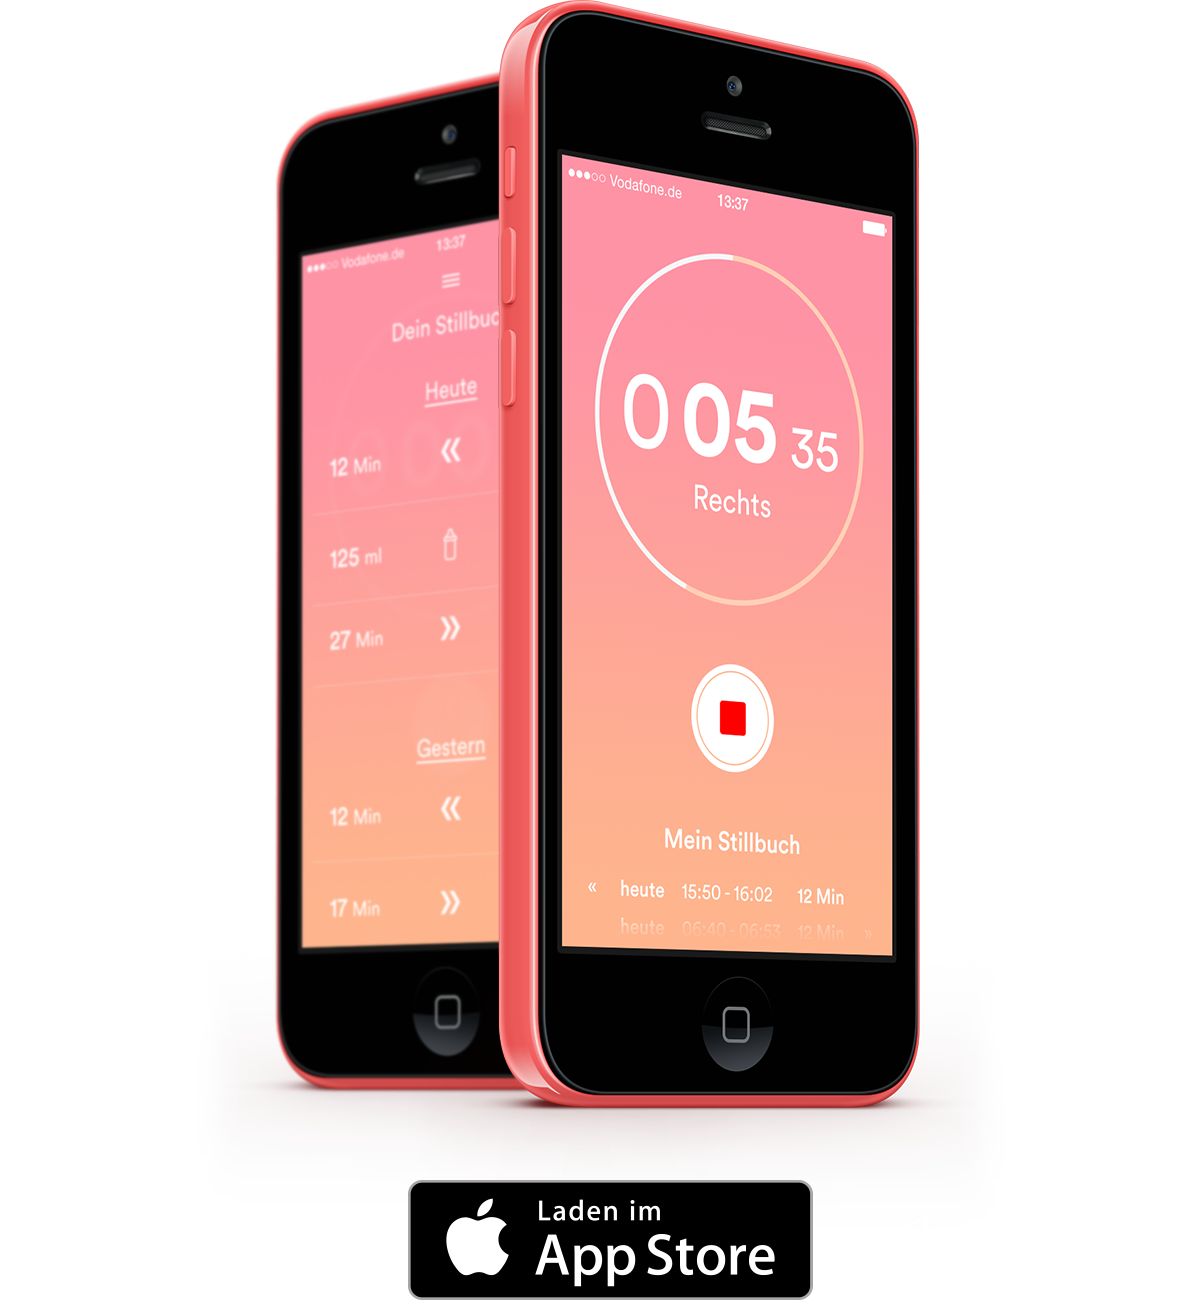 Vodafone.de 13:37
Dein Stillbuc
Heute
12 Min «
125 ml
27 Min »
Gestern
12 Min «
17 Min »
Vodafone.de 13:37
0 05 35
Rechts
Mein Stillbuch
« heute 15:50 - 16:02 12 Min
heute 06:40 - 06:53 12 Min »
Laden im
App Store